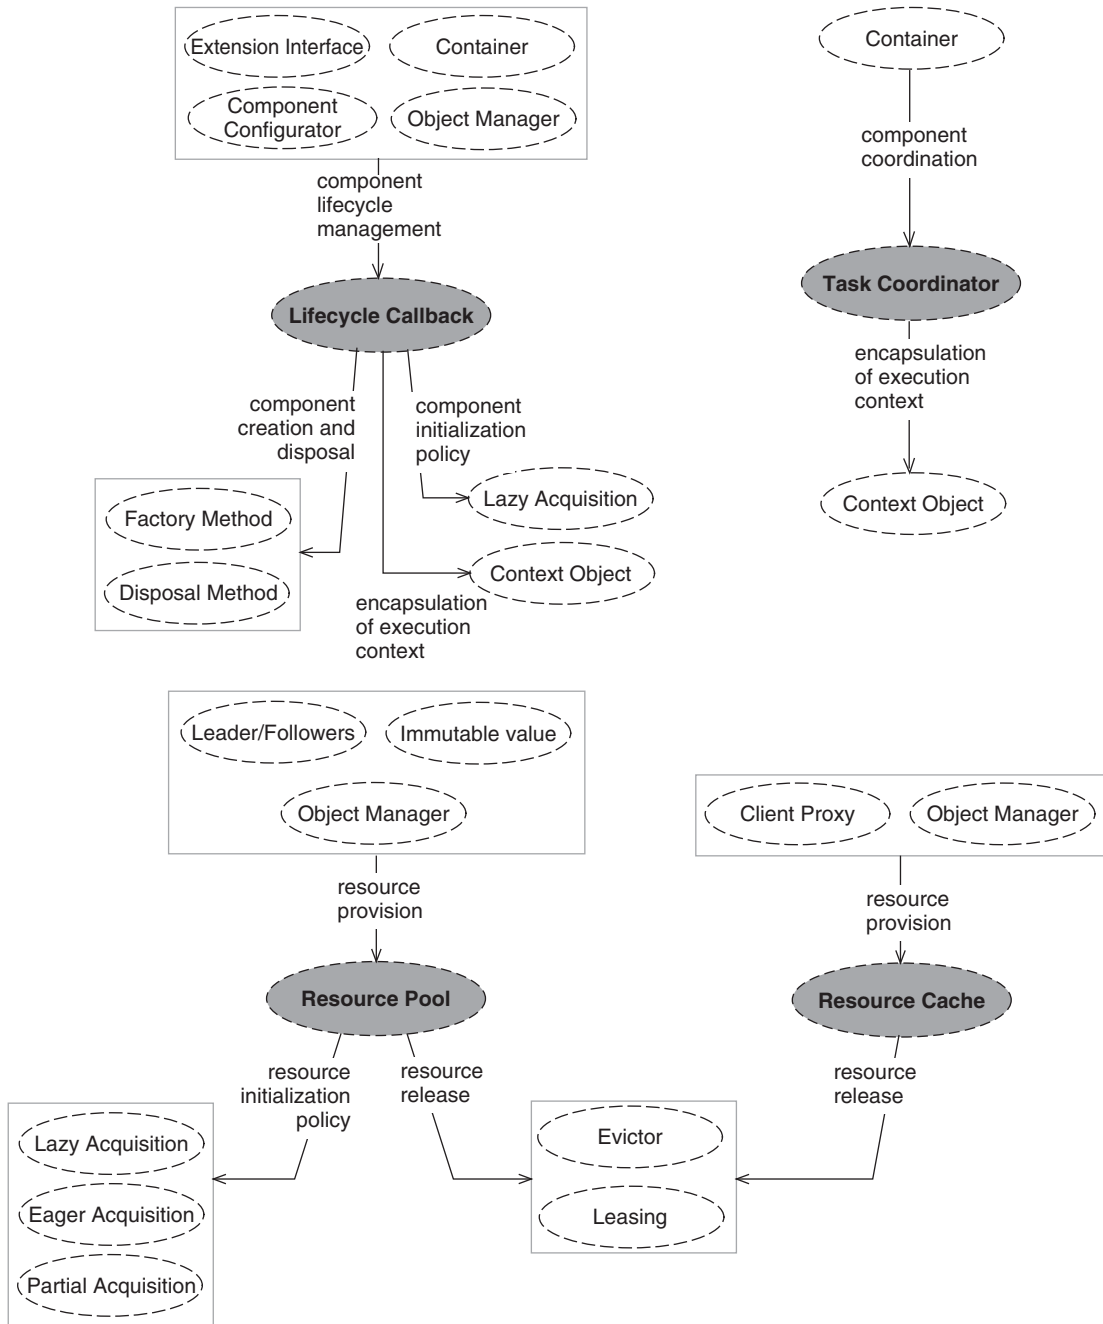 Extension Interface
Container
Component
Configurator
Object Manager
component
lifecycle
management
Lifecycle Callback
component
creation and
disposal
component
initialization
policy
Factory Method
Disposal Method
Lazy Acquisition
Context Object
encapsulation
of execution
context
Container
component
coordination
Task Coordinator
encapsulation
of execution
context
Context Object
Leader/Followers
Immutable value
Object Manager
resource
provision
Resource Pool
resource
initialization
policy
resource
release
Lazy Acquisition
Eager Acquisition
Partial Acquisition
Client Proxy
Object Manager
resource
provision
Resource Cache
resource
release
Evictor
Leasing